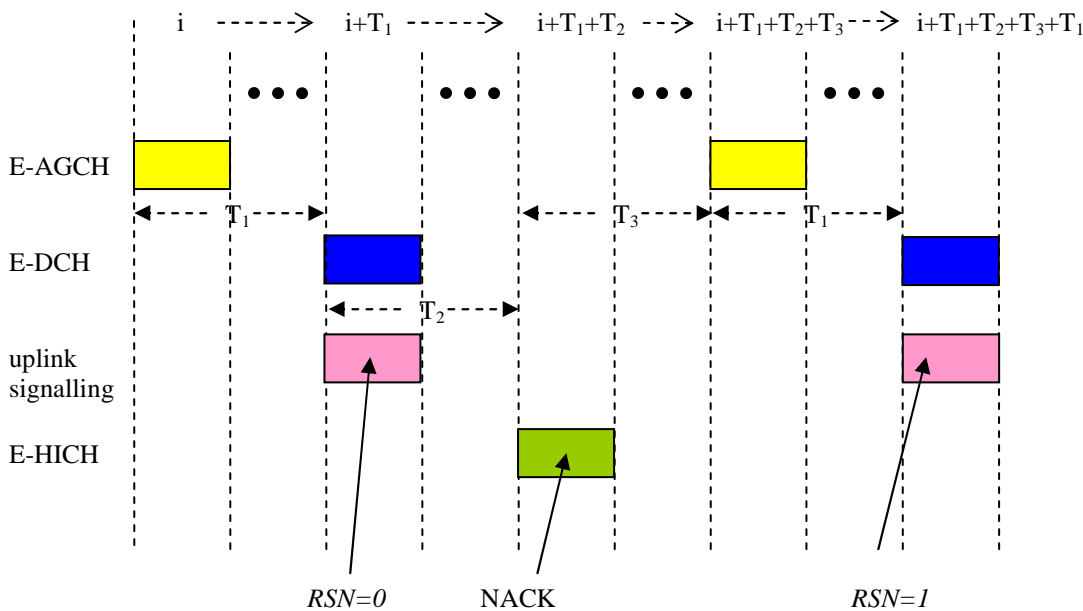 i i+T₁ i+T₁+T₂ i+T₁+T₂+T₃ i+T₁+T₂+T₃+T₁
E-AGCH
T₁ T₃ T₁
E-DCH
T₂
uplink
signalling
E-HICH
RSN=0 NACK RSN=1